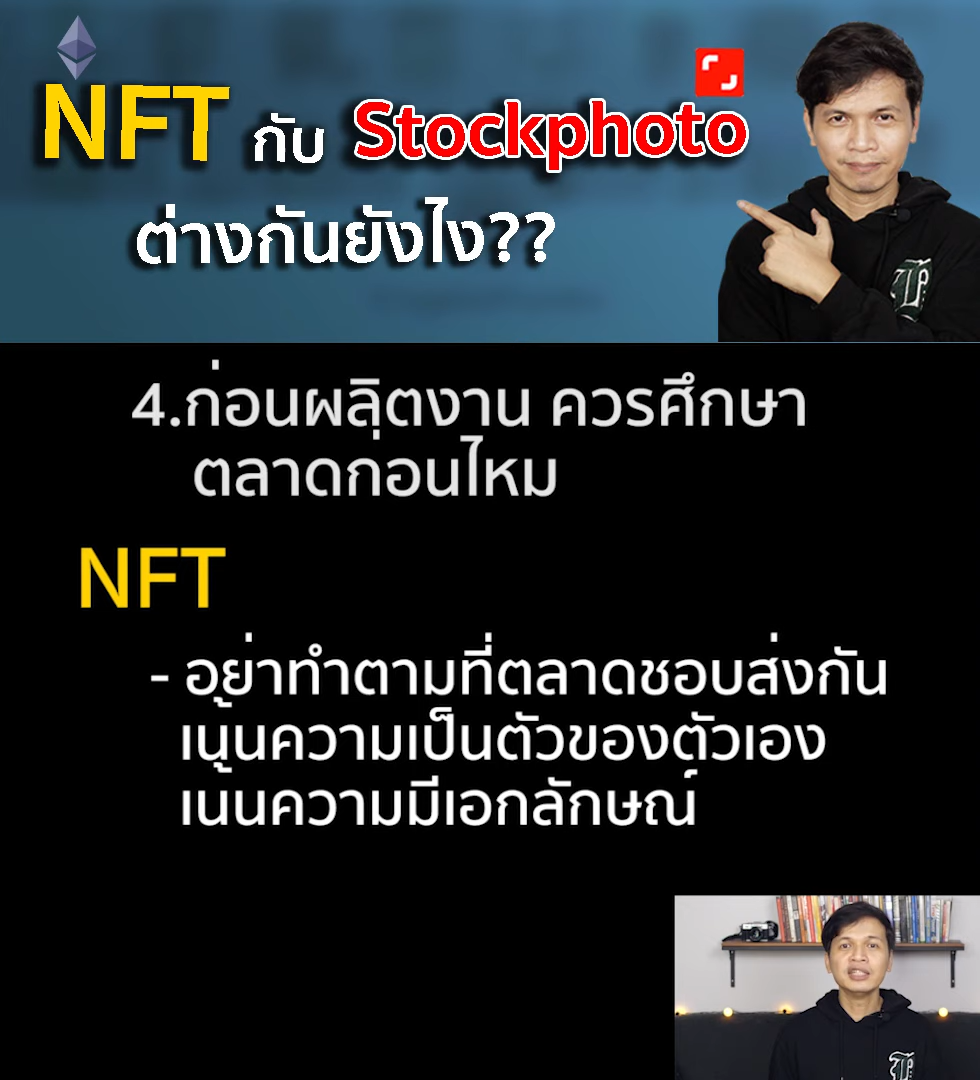 NFT กับ Stockphoto
ต่างกันยังไง??
4.ก่อนผลิตงาน ควรศึกษา
ตลาดก่อนไหม
NFT
- อย่าทำตามที่ตลาดชอบส่งกัน
เน้นความเป็นตัวของตัวเอง
เน้นความมีเอกลักษณ์